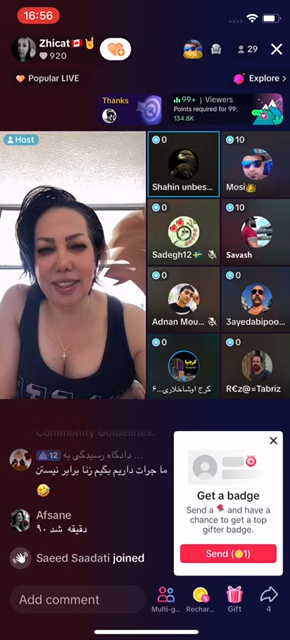 16:56
Zhicat🇨🇦🤘
920
29
Popular LIVE
Explore >
Thanks
99+ | Viewers
Points required for 99:
134.8K
Host
0
10
Shahin unbes...
Mosi👑
0
10
Sadegh12
Savash
0
0
Adnan Mou...
3ayedabipoo...
0
0
کرج اوشاخلاری...۶
R€z@=Tabriz
Community Guidelines.
12 دادگاه رسیدگی به ...
ما جرات داریم بگیم زنا برابر نیستن
🤣
Afsane
۹۰ دقیقه شد
Saeed Saadati joined
Get a badge
Send a 🌹 and have a
chance to get a top
gifter badge.
Send (1)
Add comment
Multi-g...
Rechar...
Gift
4